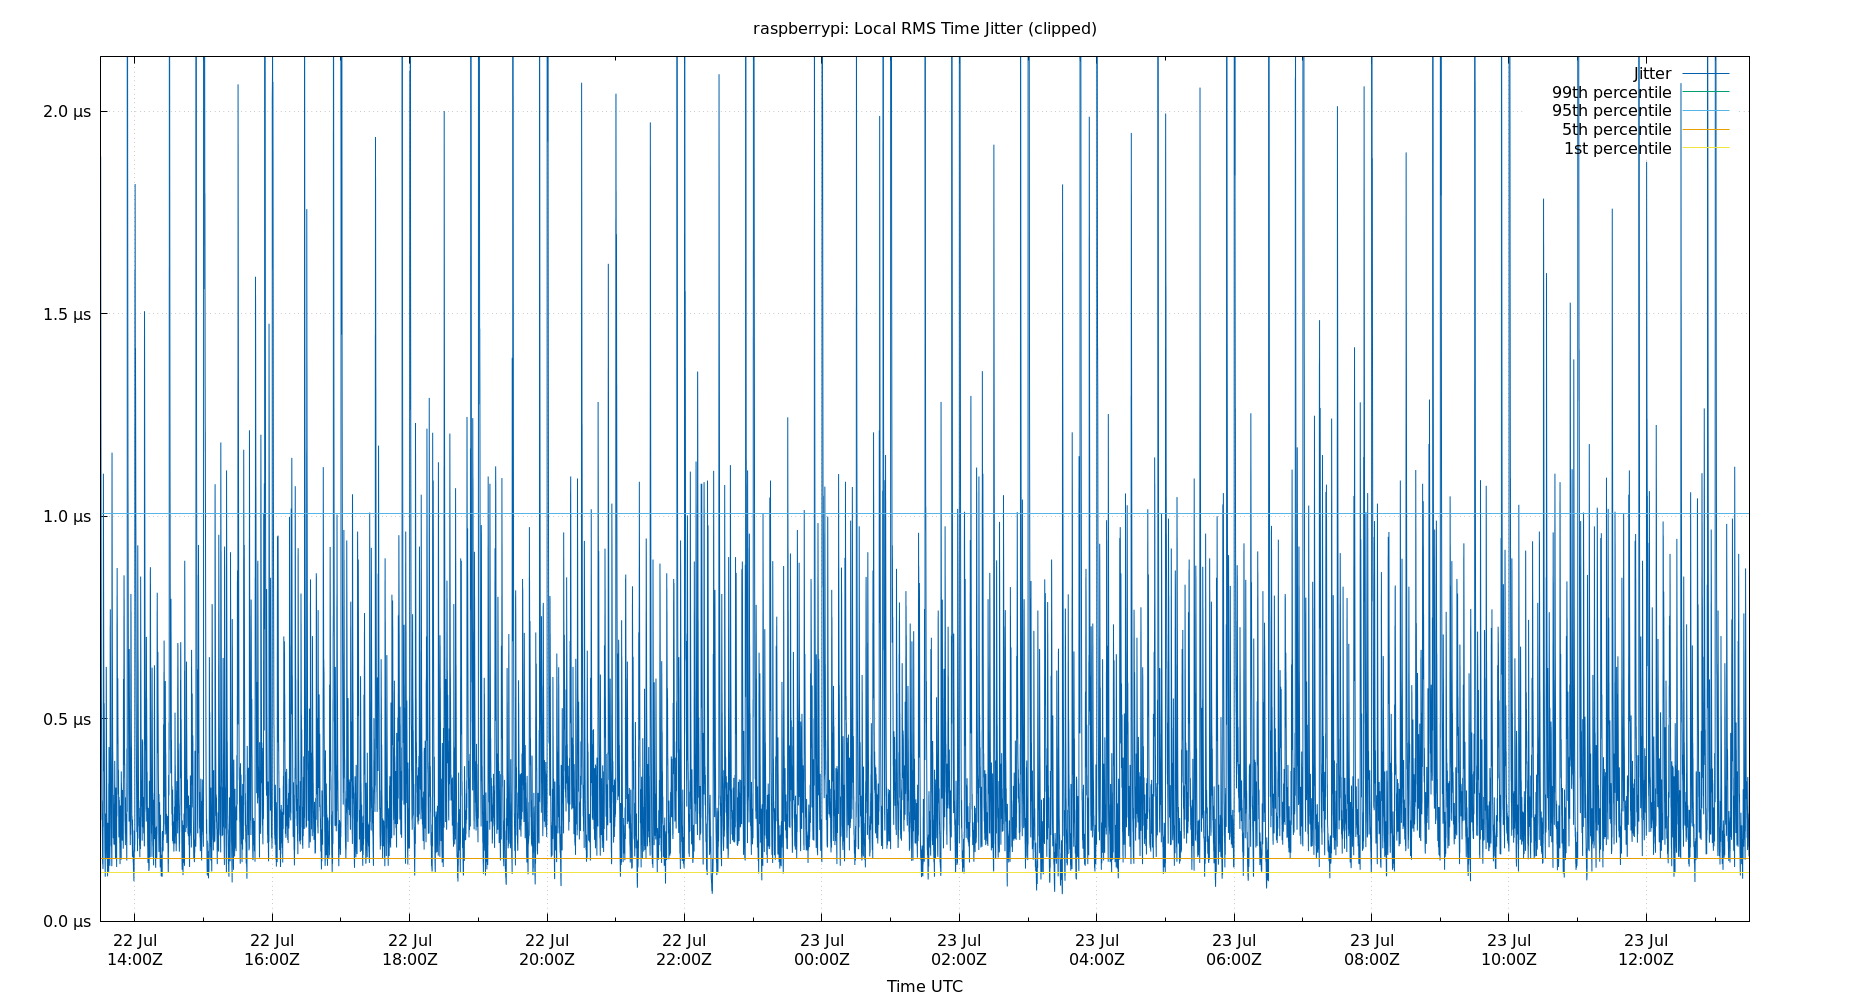 raspberrypi: Local RMS Time Jitter (clipped)
Jitter
99th percentile
95th percentile
5th percentile
1st percentile
2.0 µs
1.5 µs
1.0 µs
0.5 µs
0.0 µs
22 Jul 22 Jul 22 Jul 22 Jul 22 Jul 23 Jul 23 Jul 23 Jul 23 Jul 23 Jul 23 Jul 23 Jul
14:00Z 16:00Z 18:00Z 20:00Z 22:00Z 00:00Z 02:00Z 04:00Z 06:00Z 08:00Z 10:00Z 12:00Z
Time UTC